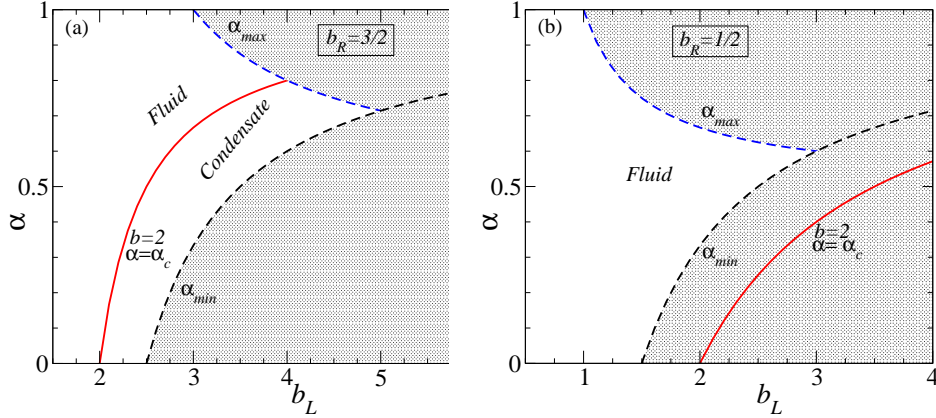 (a)
α_max
b_R=3/2
Fluid
Condensate
b=2
α=α_c
α_min
1
0.5
0
α
2
3
4
5
b_L
(b)
b_R=1/2
α_max
Fluid
α_min
b=2
α=α_c
1
0.5
0
α
1
2
3
4
b_L